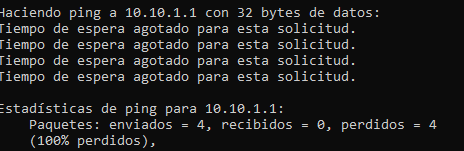 Haciendo ping a 10.10.1.1 con 32 bytes de datos:
Tiempo de espera agotado para esta solicitud.
Tiempo de espera agotado para esta solicitud.
Tiempo de espera agotado para esta solicitud.
Tiempo de espera agotado para esta solicitud.
Estadísticas de ping para 10.10.1.1:
Paquetes: enviados = 4, recibidos = 0, perdidos = 4
(100% perdidos),